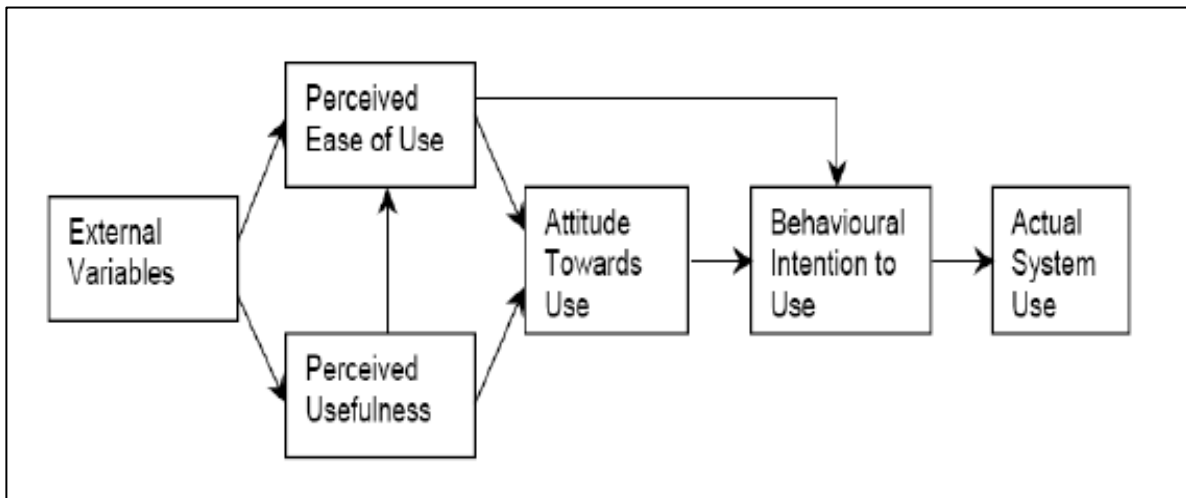 Perceived
Ease of Use
External
Variables
Attitude
Towards
Use
Behavioural
Intention to
Use
Actual
System
Use
Perceived
Usefulness